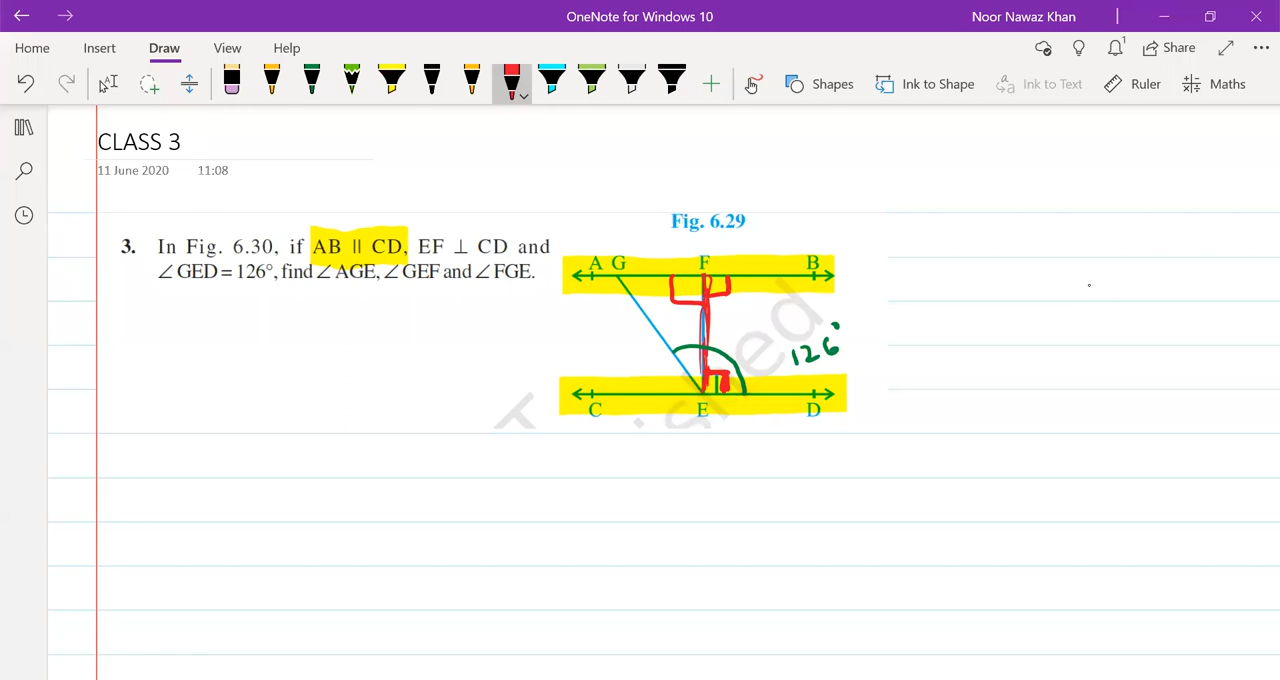 OneNote for Windows 10
Noor Nawaz Khan
Home Insert Draw View Help
1
Share
Shapes Ink to Shape Ink to Text Ruler Maths
CLASS 3
11 June 2020 11:08
Fig. 6.29
3. In Fig. 6.30, if AB || CD, EF ⊥ CD and
∠ GED = 126°, find ∠ AGE, ∠ GEF and ∠ FGE.
A G F B
126°
C E D